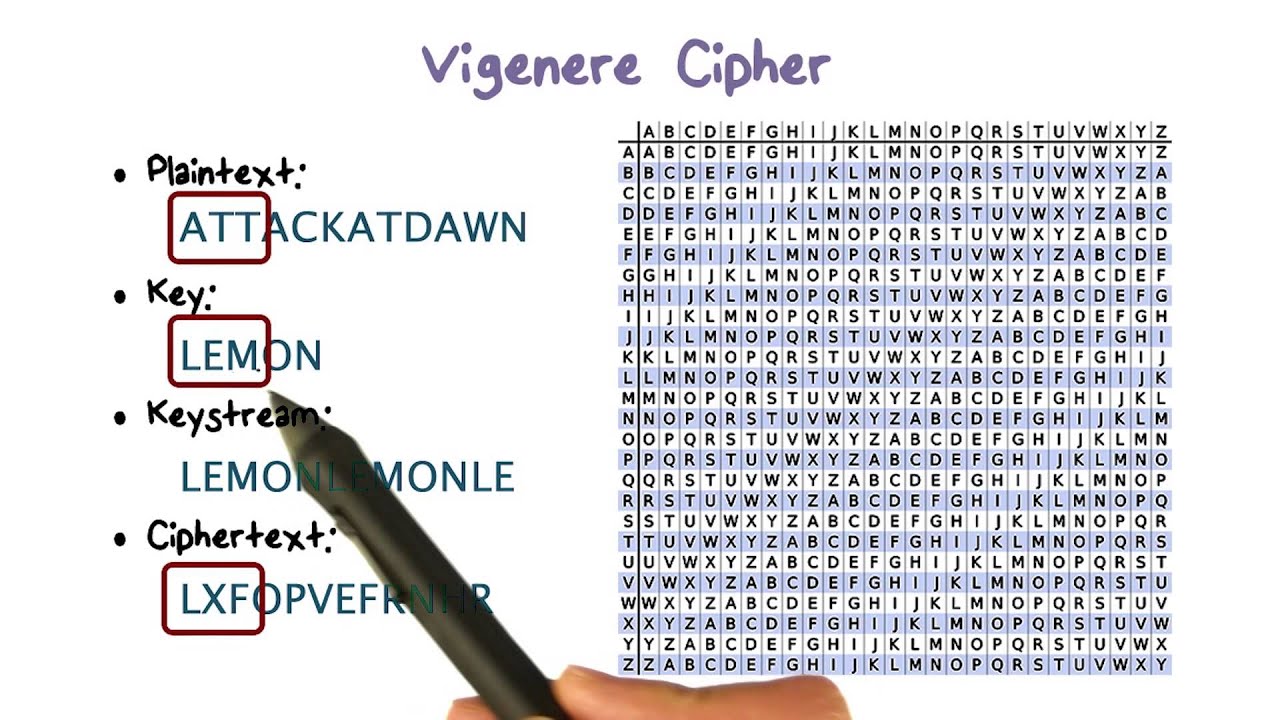 Vigenere Cipher
• Plaintext:
ATTACKATDAWN
• Key:
LEMON
• Keystream:
LEMONLEMONLE
• Ciphertext:
LXFOPVEFRNHR
A B C D E F G H I J K L M N O P Q R S T U V W X Y Z
A A B C D E F G H I J K L M N O P Q R S T U V W X Y Z
B B C D E F G H I J K L M N O P Q R S T U V W X Y Z A
C C D E F G H I J K L M N O P Q R S T U V W X Y Z A B
D D E F G H I J K L M N O P Q R S T U V W X Y Z A B C
E E F G H I J K L M N O P Q R S T U V W X Y Z A B C D
F F G H I J K L M N O P Q R S T U V W X Y Z A B C D E
G G H I J K L M N O P Q R S T U V W X Y Z A B C D E F
H H I J K L M N O P Q R S T U V W X Y Z A B C D E F G
I I J K L M N O P Q R S T U V W X Y Z A B C D E F G H
J J K L M N O P Q R S T U V W X Y Z A B C D E F G H I
K K L M N O P Q R S T U V W X Y Z A B C D E F G H I J
L L M N O P Q R S T U V W X Y Z A B C D E F G H I J K
M M N O P Q R S T U V W X Y Z A B C D E F G H I J K L
N N O P Q R S T U V W X Y Z A B C D E F G H I J K L M
O O P Q R S T U V W X Y Z A B C D E F G H I J K L M N
P P Q R S T U V W X Y Z A B C D E F G H I J K L M N O
Q Q R S T U V W X Y Z A B C D E F G H I J K L M N O P
R R S T U V W X Y Z A B C D E F G H I J K L M N O P Q
S S T U V W X Y Z A B C D E F G H I J K L M N O P Q R
T T U V W X Y Z A B C D E F G H I J K L M N O P Q R S
U U V W X Y Z A B C D E F G H I J K L M N O P Q R S T
V V W X Y Z A B C D E F G H I J K L M N O P Q R S T U
W W X Y Z A B C D E F G H I J K L M N O P Q R S T U V
X X Y Z A B C D E F G H I J K L M N O P Q R S T U V W
Y Y Z A B C D E F G H I J K L M N O P Q R S T U V W X
Z Z A B C D E F G H I J K L M N O P Q R S T U V W X Y